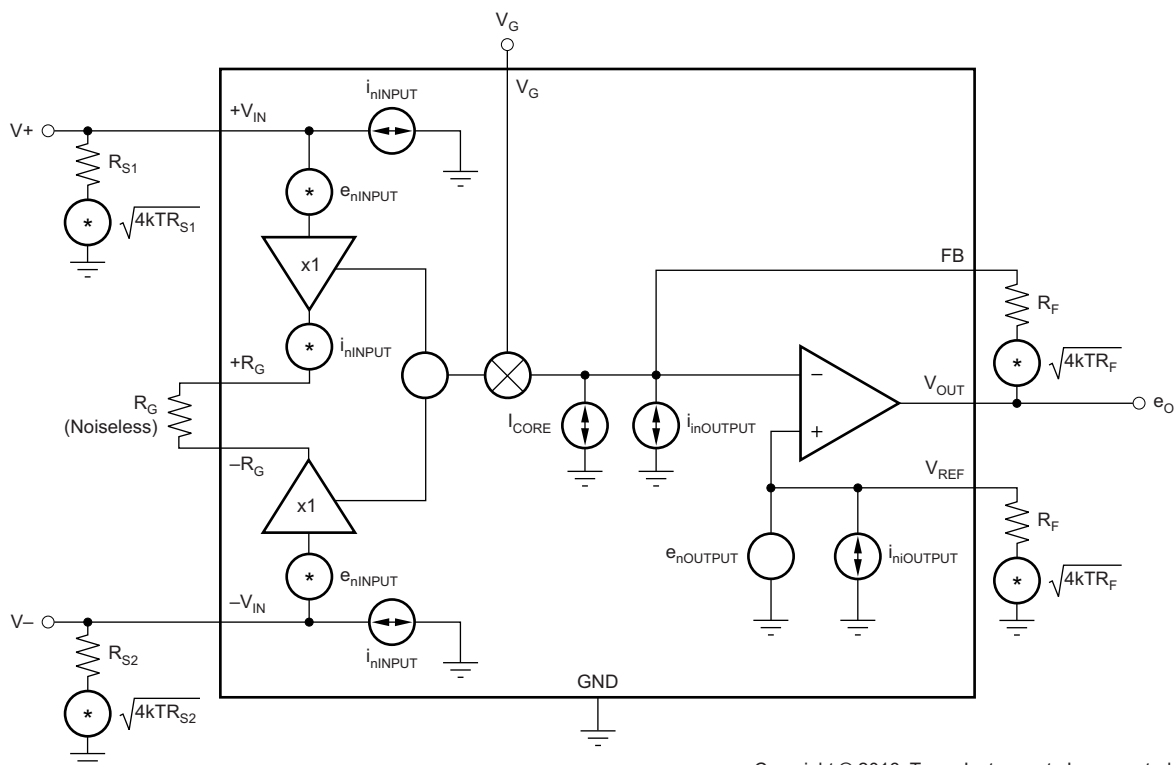 V_G
V_G
i_nINPUT
+V_IN
V+
R_S1
e_nINPUT
*
* √4kTR_S1
x1
FB
R_F
* i_nINPUT
* √4kTR_F
+R_G
−
V_OUT
e_O
R_G
(Noiseless)
I_CORE
i_inOUTPUT
+
−R_G
V_REF
x1
R_F
e_nOUTPUT
i_niOUTPUT
* e_nINPUT
* √4kTR_F
−V_IN
V−
i_nINPUT
R_S2
GND
* √4kTR_S2